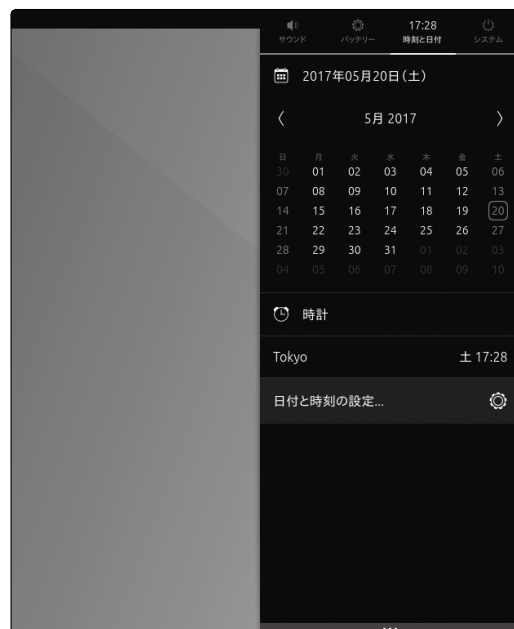 17:28
サウンド バッテリー 時刻と日付 システム
2017年05月20日(土)
5月 2017
日 月 火 水 木 金 土
30 01 02 03 04 05 06
07 08 09 10 11 12 13
14 15 16 17 18 19 20
21 22 23 24 25 26 27
28 29 30 31 01 02 03
04 05 06 07 08 09 10
時計
Tokyo 土 17:28
日付と時刻の設定...